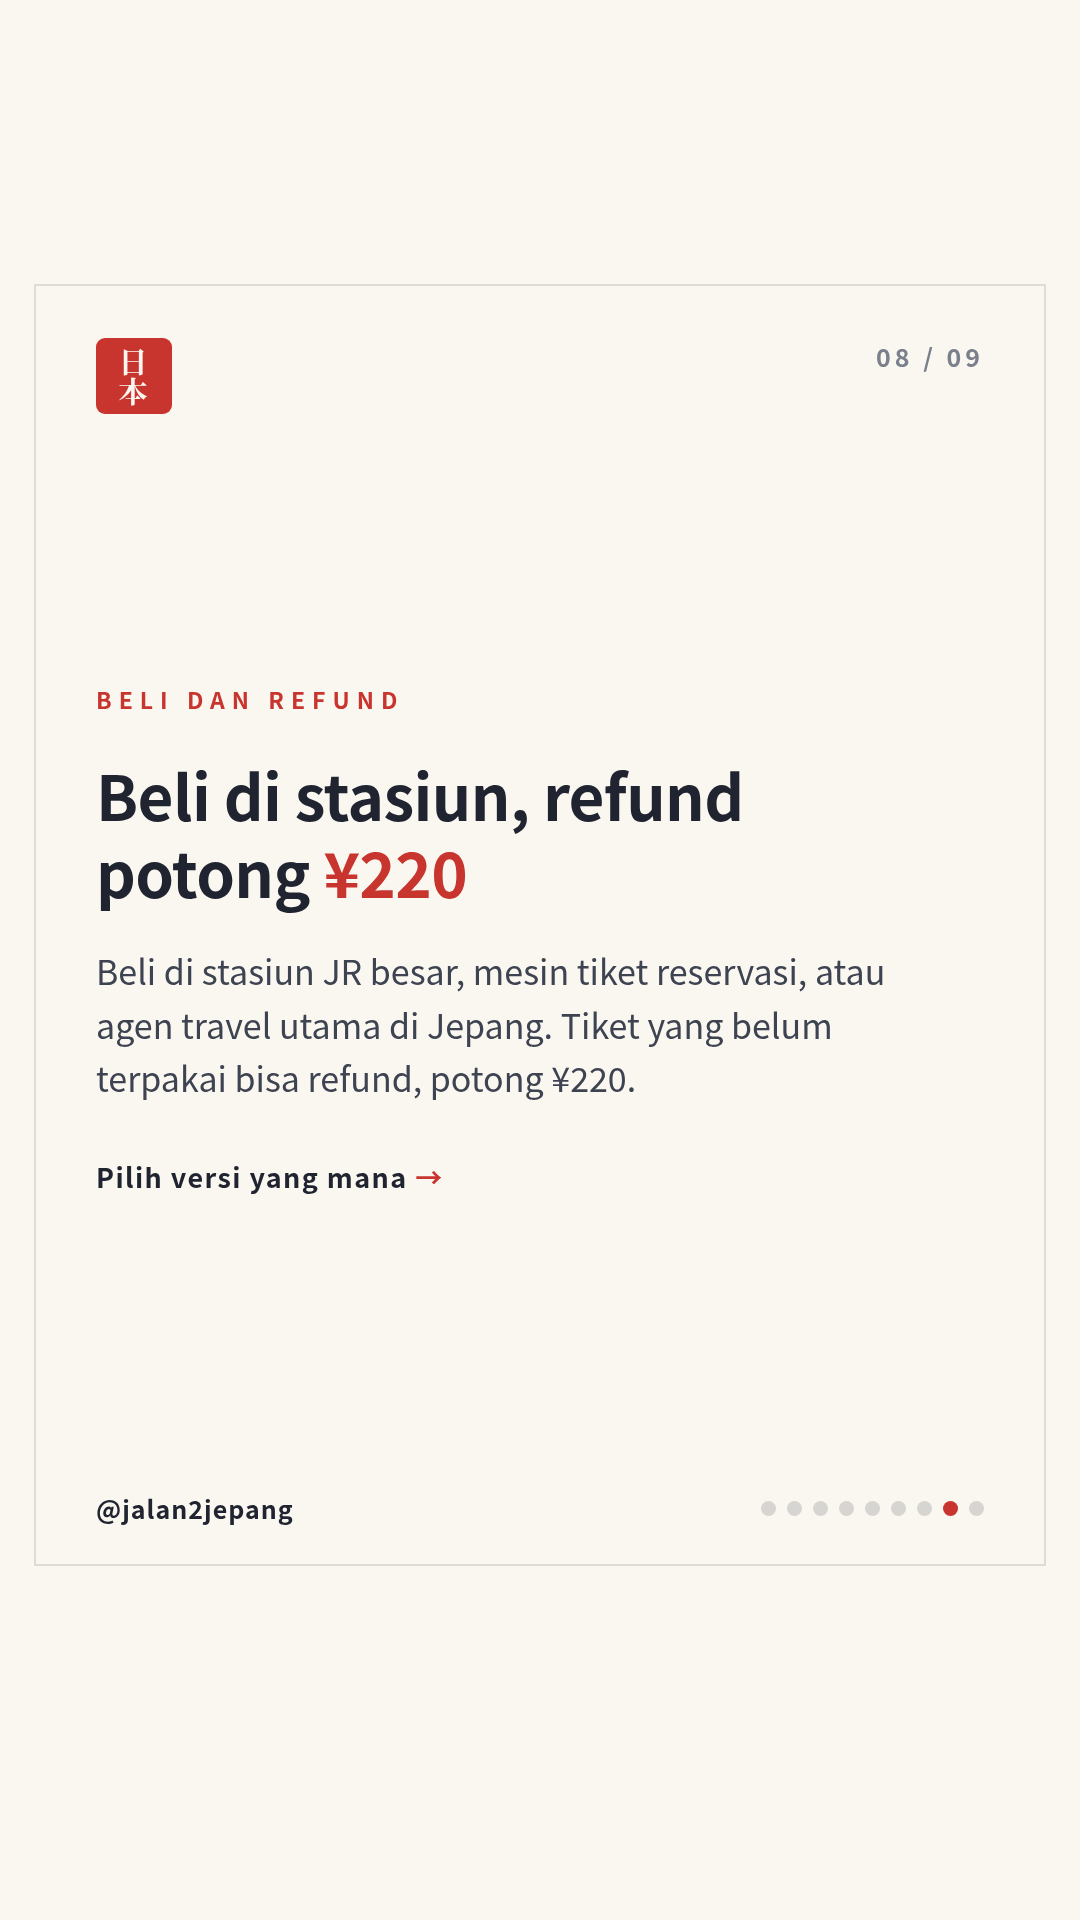 日
本
08 / 09
BELI DAN REFUND
Beli di stasiun, refund
potong ¥220
Beli di stasiun JR besar, mesin tiket reservasi, atau
agen travel utama di Jepang. Tiket yang belum
terpakai bisa refund, potong ¥220.
Pilih versi yang mana →
@jalan2jepang